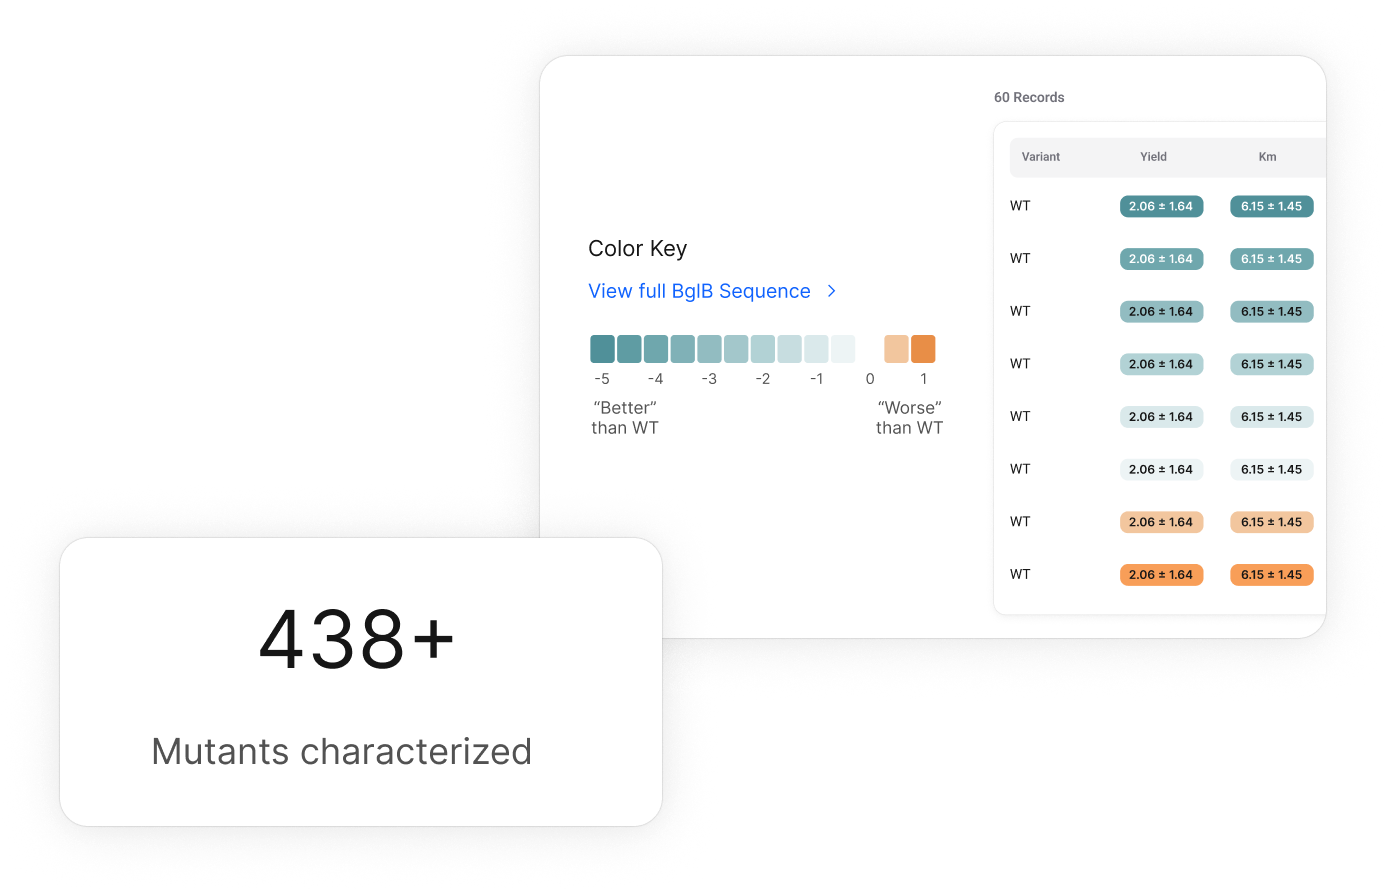 60 Records
Variant Yield Km
WT 2.06 ± 1.64 6.15 ± 1.45
WT 2.06 ± 1.64 6.15 ± 1.45
WT 2.06 ± 1.64 6.15 ± 1.45
WT 2.06 ± 1.64 6.15 ± 1.45
WT 2.06 ± 1.64 6.15 ± 1.45
WT 2.06 ± 1.64 6.15 ± 1.45
WT 2.06 ± 1.64 6.15 ± 1.45
WT 2.06 ± 1.64 6.15 ± 1.45
Color Key
View full BglB Sequence
-5 -4 -3 -2 -1 0 1
“Better” “Worse”
than WT than WT
438+
Mutants characterized